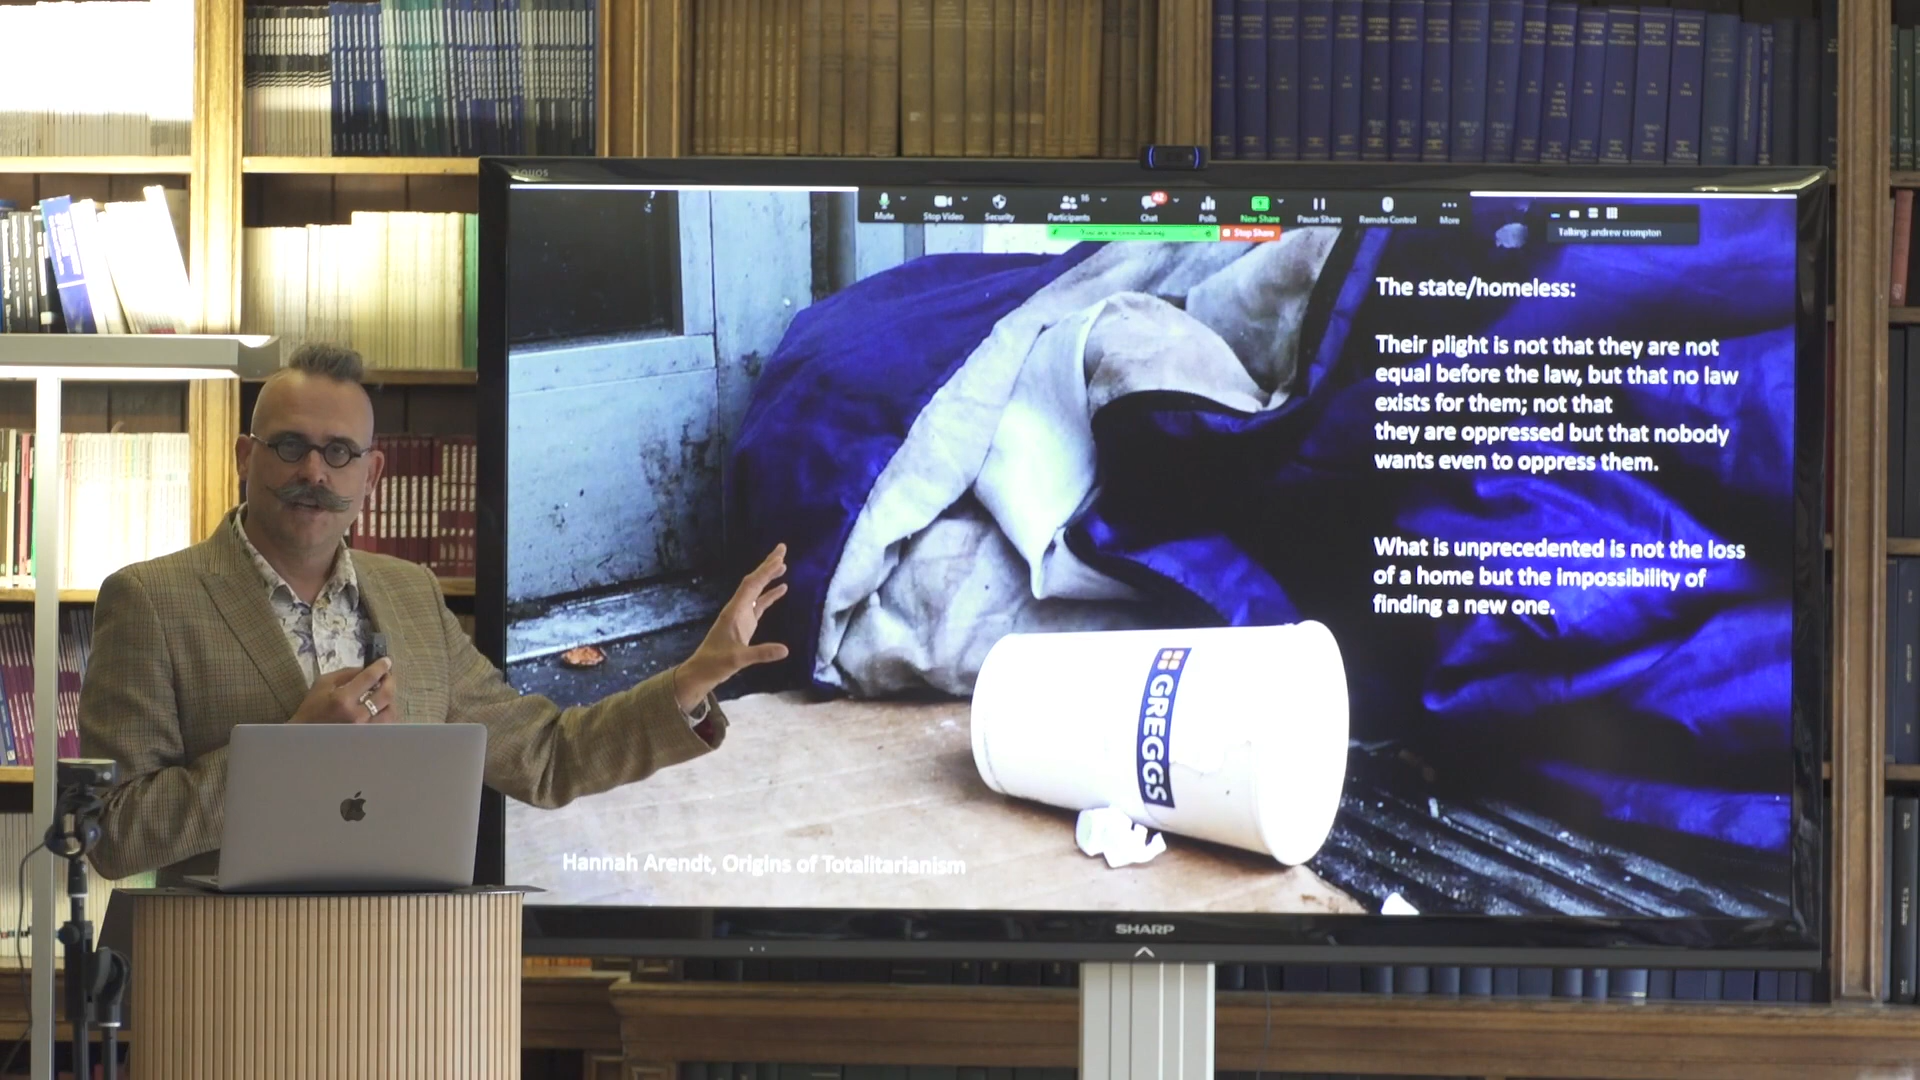 AQUOS
Mute
Stop Video
Security
16
Participants
42
Chat
Polls
New Share
Pause Share
Remote Control
More
Stop Share
Talking: andrew crompton
The state/homeless:
Their plight is not that they are not
equal before the law, but that no law
exists for them; not that
they are oppressed but that nobody
wants even to oppress them.
What is unprecedented is not the loss
of a home but the impossibility of
finding a new one.
GREGGS
Hannah Arendt, Origins of Totalitarianism
SHARP